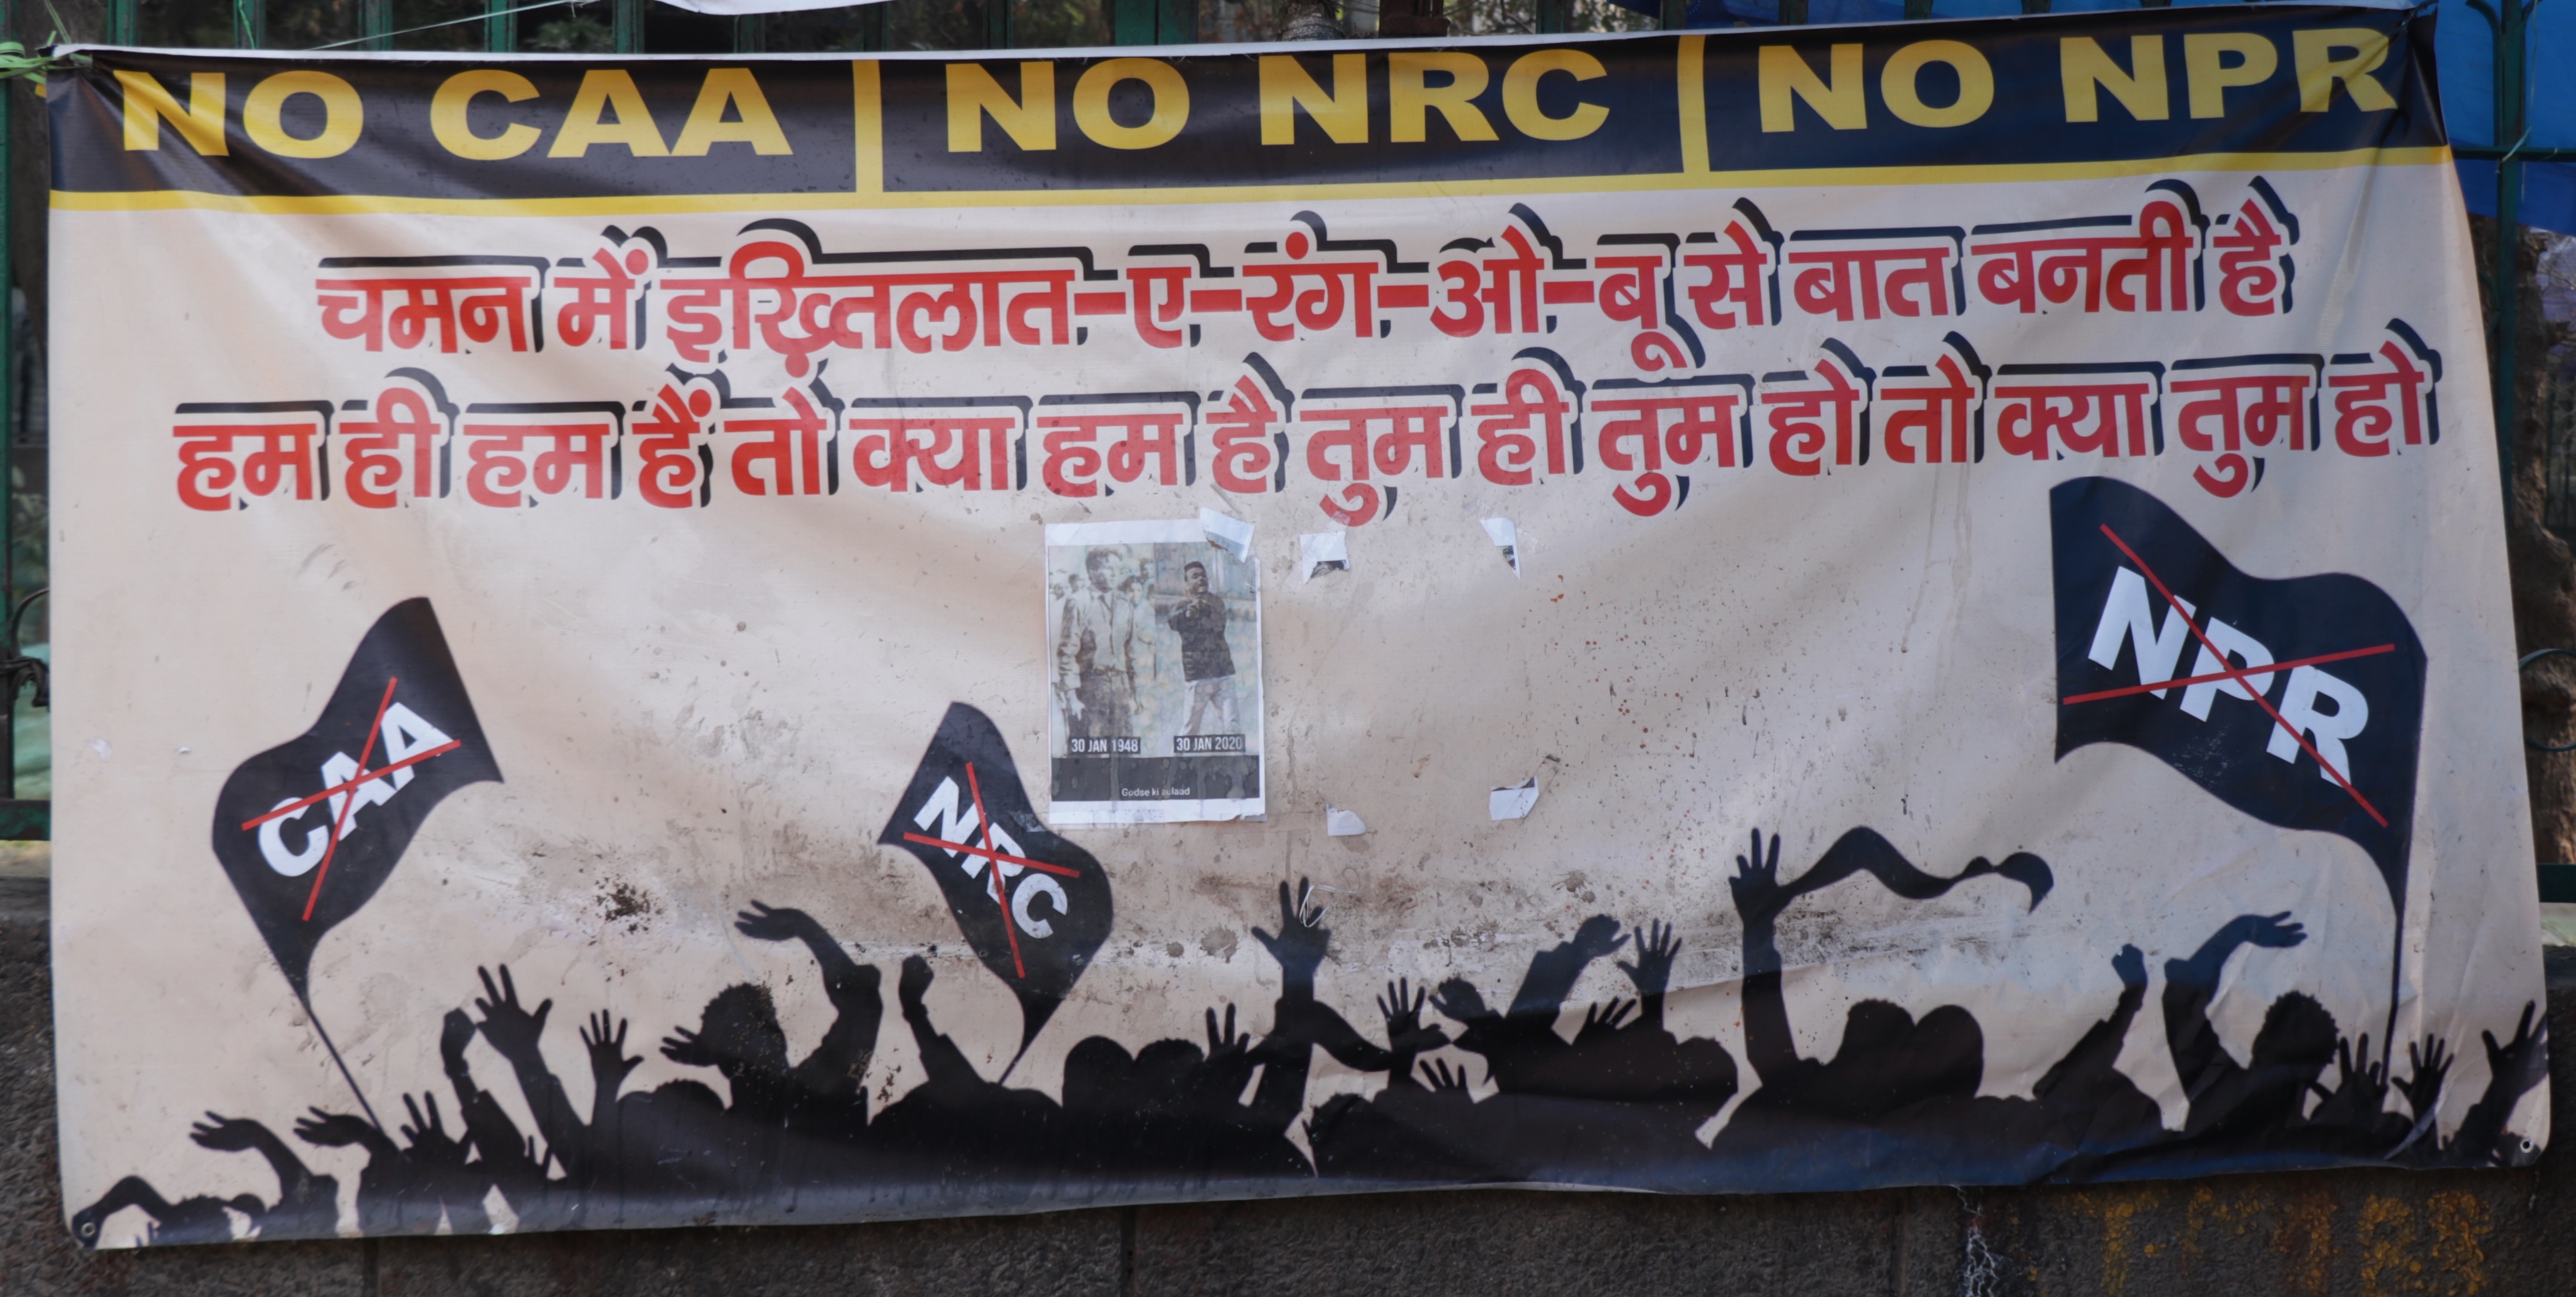 NO CAA | NO NRC | NO NPR
चमन में इख़्तिलात-ए-रंग-ओ-बू से बात बनती है
हम ही हम हैं तो क्या हम है तुम ही तुम हो तो क्या तुम हो
30 JAN 1948 30 JAN 2020
Godse ki aulaad
CAA
NRC
NPR